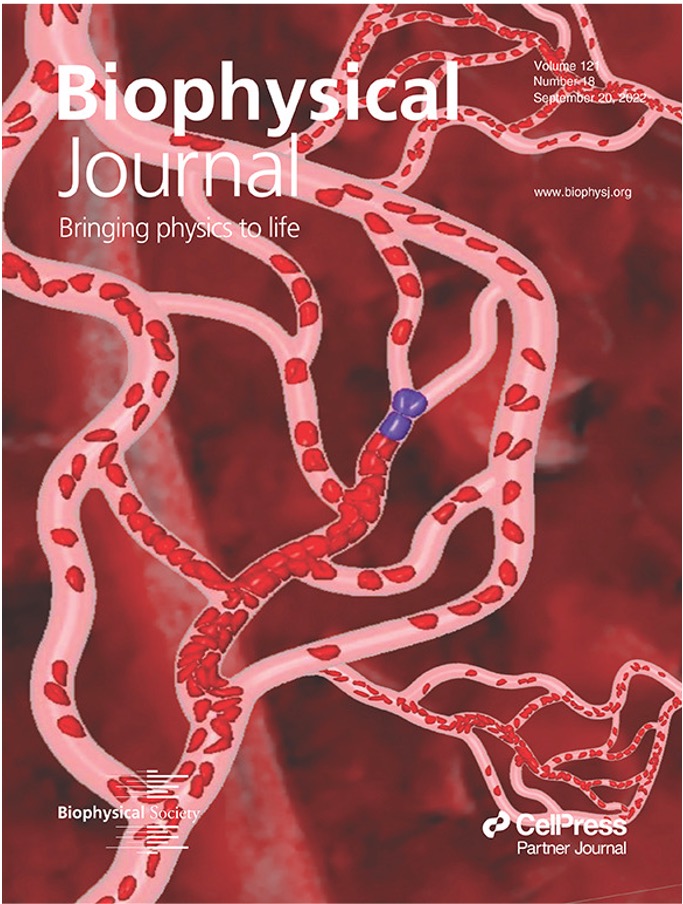 Biophysical
Journal
Bringing physics to life
Volume 121
Number 18
September 20, 2022
www.biophysj.org
Biophysical Society
CellPress
Partner Journal